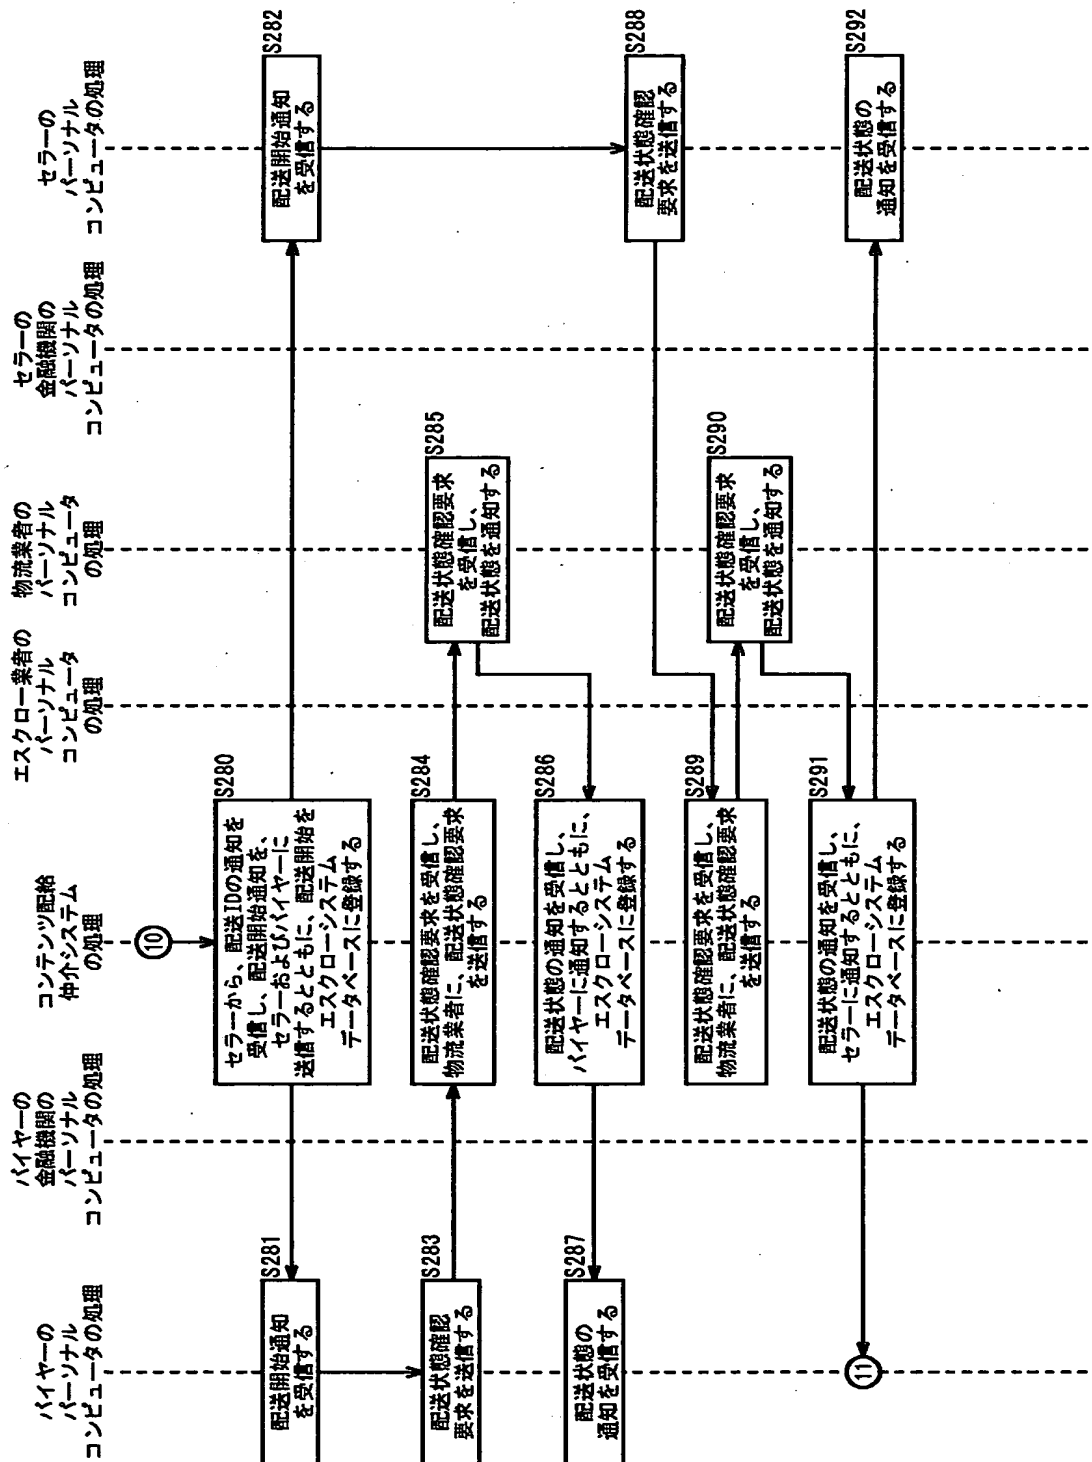 バイヤーの
パーソナル
コンピュータの処理
バイヤーの
金融機関の
パーソナル
コンピュータの処理
コンテンツ配給
仲介システム
の処理
エスクロー業者の
パーソナル
コンピュータ
の処理
物流業者の
パーソナル
コンピュータ
の処理
セラーの
金融機関の
パーソナル
コンピュータの処理
セラーの
パーソナル
コンピュータの処理
10
S280
セラーから、配送IDの通知を
受信し、配送開始通知を、
セラーおよびバイヤーに
送信するとともに、配送開始を
エスクローシステム
データベースに登録する
S281
配送開始通知
を受信する
S282
配送開始通知
を受信する
S283
配送状態確認
要求を送信する
S284
配送状態確認要求を受信し、
物流業者に、配送状態確認要求
を送信する
S285
配送状態確認要求
を受信し、
配送状態を通知する
S286
配送状態の通知を受信し、
バイヤーに通知するとともに、
エスクローシステム
データベースに登録する
S287
配送状態の
通知を受信する
S288
配送状態確認
要求を送信する
S289
配送状態確認要求を受信し、
物流業者に、配送状態確認要求
を送信する
S290
配送状態確認要求
を受信し、
配送状態を通知する
S291
配送状態の通知を受信し、
セラーに通知するとともに、
エスクローシステム
データベースに登録する
S292
配送状態の
通知を受信する
11